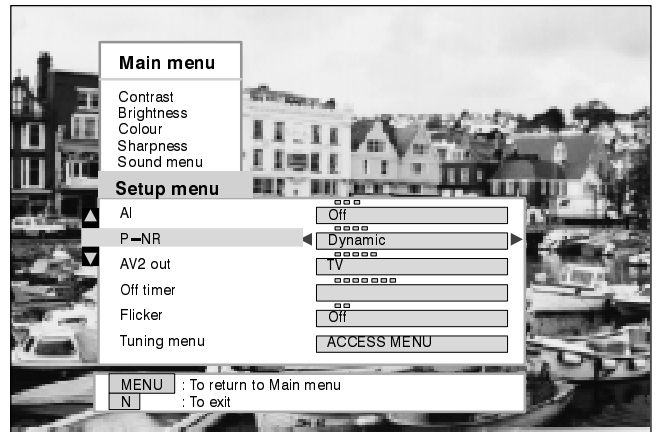 Main menu
Contrast
Brightness
Colour
Sharpness
Sound menu
Setup menu
AI Off
P-NR Dynamic
AV2 out TV
Off timer
Flicker Off
Tuning menu ACCESS MENU
MENU : To return to Main menu
N : To exit